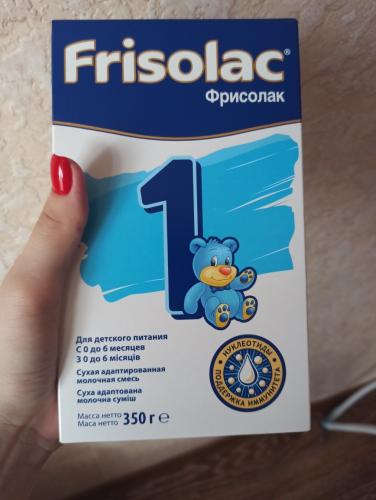 Frisolac®
Фрисолак
1
Для детского питания
С 0 до 6 месяцев
З 0 до 6 місяців
Сухая адаптированная
молочная смесь
Суха адаптована
молочна суміш
Масса нетто
Маса нетто 350 г ℮
НУКЛЕОТИДЫ
ПОДДЕРЖКА ИММУНИТЕТА